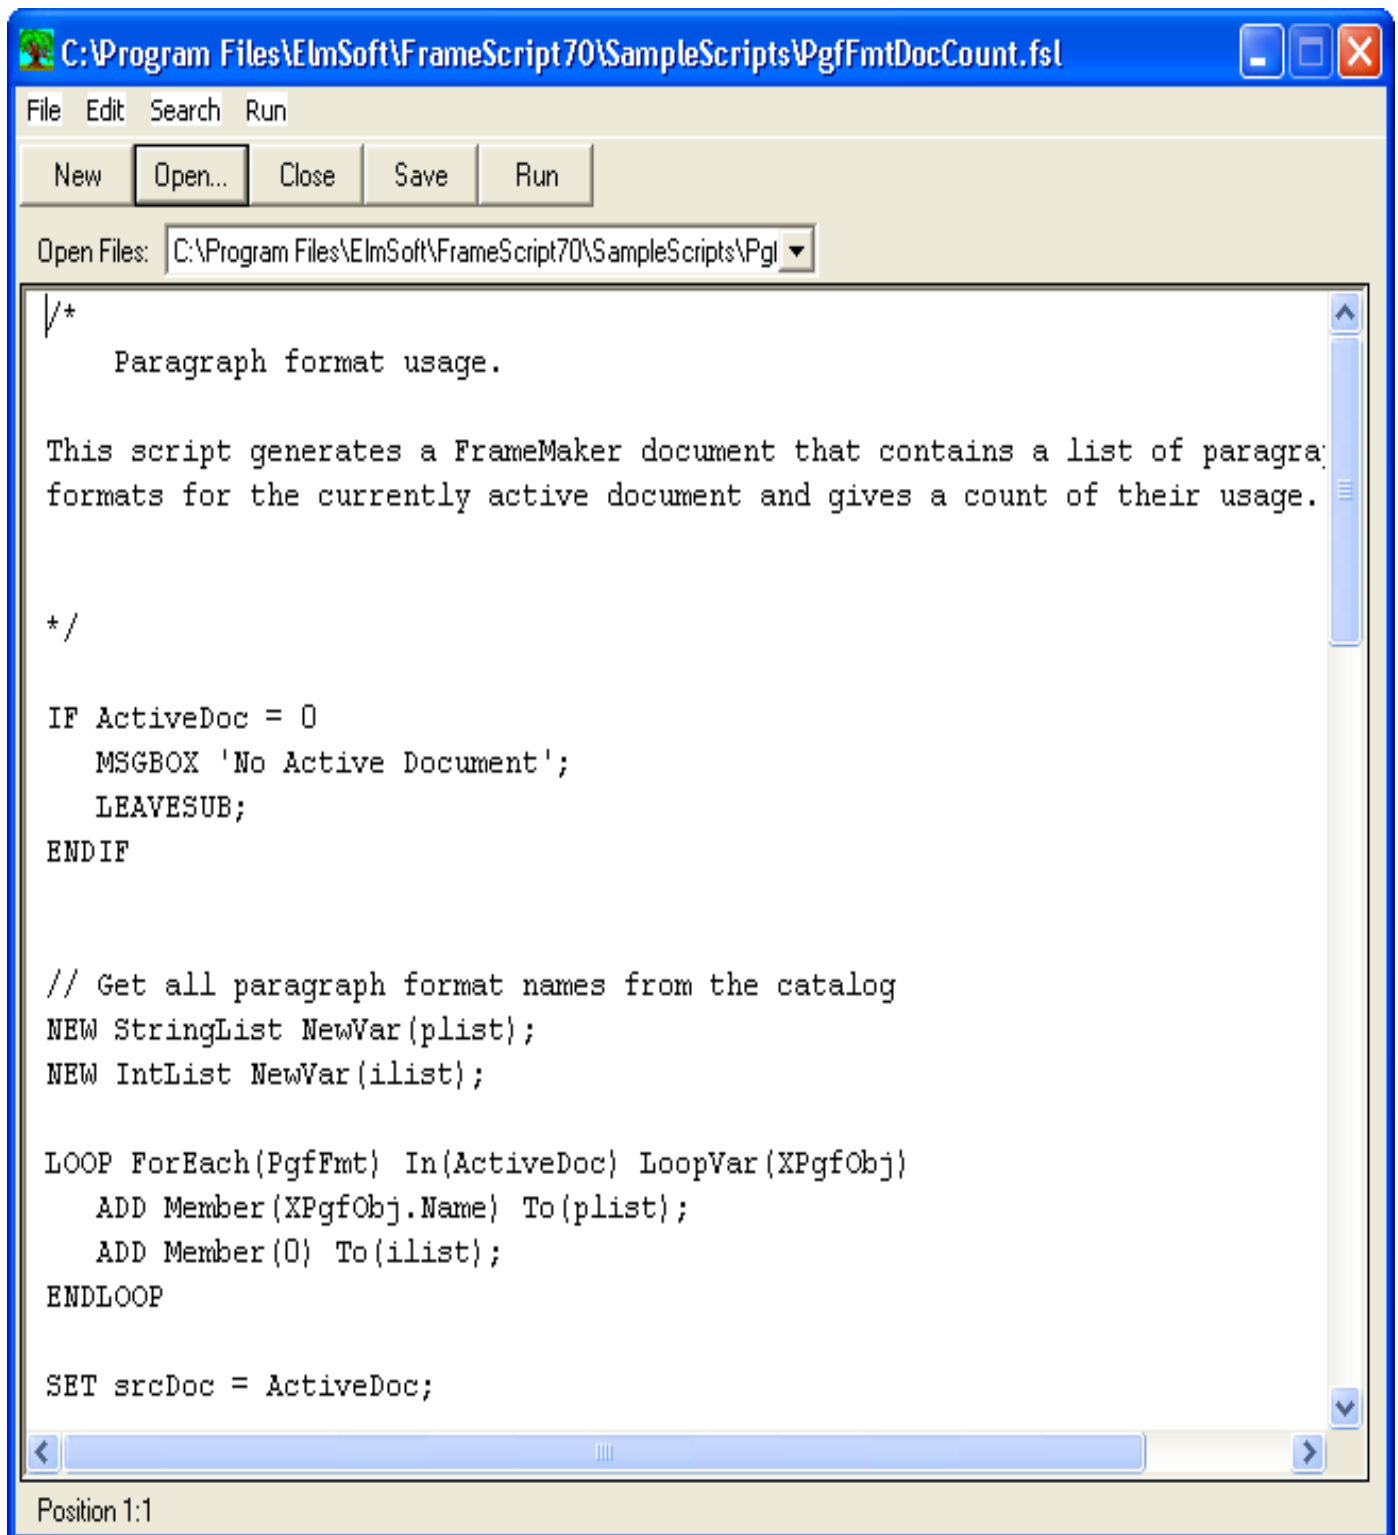 C:\Program Files\ElmSoft\FrameScript70\SampleScripts\PgfFmtDocCount.fsl
File Edit Search Run
New Open... Close Save Run
Open Files: C:\Program Files\ElmSoft\FrameScript70\SampleScripts\Pgf
/*
Paragraph format usage.
This script generates a FrameMaker document that contains a list of
formats for the currently active document and gives a count of their usage.
*/
IF ActiveDoc = 0
MSGBOX 'No Active Document';
LEAVESUB;
ENDIF
// Get all paragraph format names from the catalog
NEW StringList NewVar(plist);
NEW IntList NewVar(ilist);
LOOP ForEach(PgfFmt) In(ActiveDoc) LoopVar(XPgfObj)
ADD Member(XPgfObj.Name) To(plist);
ADD Member(0) To(ilist);
ENDLOOP
SET srcDoc = ActiveDoc;
Position 1:1